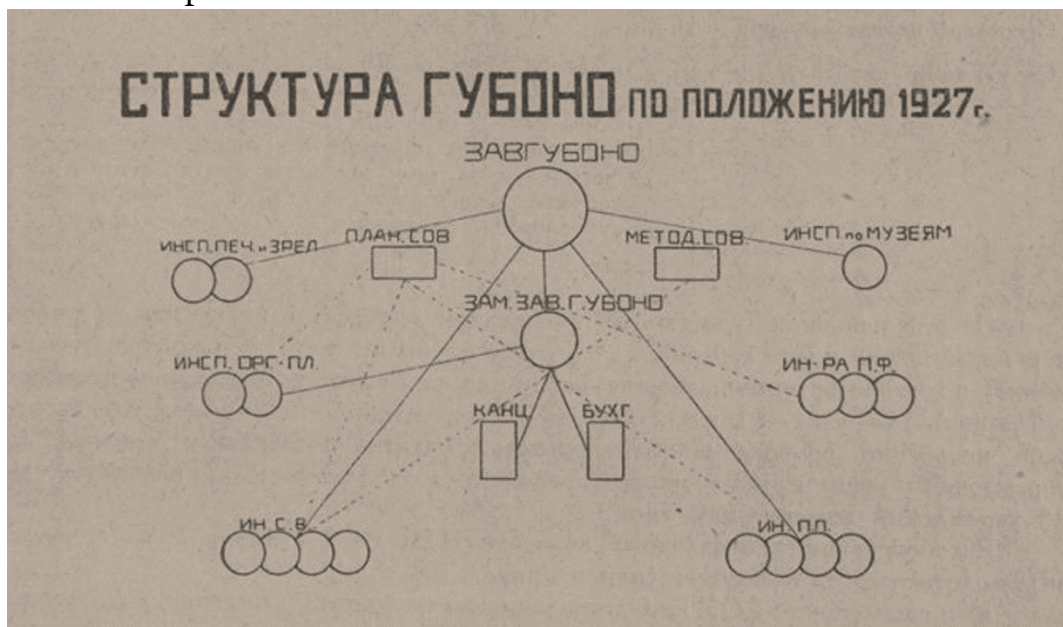 СТРУКТУРА ГУБОНО ПО ПОЛОЖЕНИЮ 1927г.
ЗАВГУБОНО
ИНСП. ПЕЧ. и ЗРЕЛ.
ПЛАН. СОВ
МЕТОД. СОВ.
ИНСП. по МУЗЕЯМ
ЗАМ. ЗАВ. ГУБОНО
ИНСП. ОРГ-ПЛ.
ИН-РА П.Ф.
КАНЦ
БУХГ.
ИН. С. В.
ИН. ПЛ.